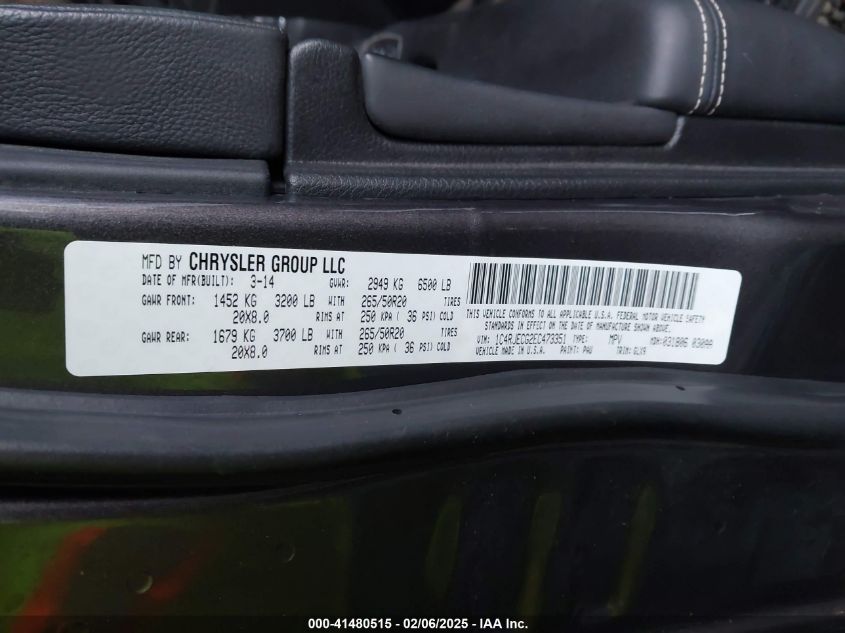 MFD BY CHRYSLER GROUP LLC
DATE OF MFR(BUILT): 3-14 GVWR: 2949 KG 6500 LB
GAWR FRONT: 1452 KG 3200 LB WITH 265/50R20 TIRES
20X8.0 RIMS AT 250 KPA ( 36 PSI) COLD
GAWR REAR: 1679 KG 3700 LB WITH 265/50R20 TIRES
20X8.0 RIMS AT 250 KPA ( 36 PSI) COLD
THIS VEHICLE CONFORMS TO ALL APPLICABLE U.S.A. FEDERAL MOTOR VEHICLE SAFETY
STANDARDS IN EFFECT ON THE DATE OF MANUFACTURE SHOWN ABOVE.
VIN: 1C4RJECG2EC473351 TYPE: MPV MDH: 031806 030AA
VEHICLE MADE IN U.S.A. PAINT: PAU TRIM: GLX9
000-41480515 / 02/06/2025 / IAA Inc.